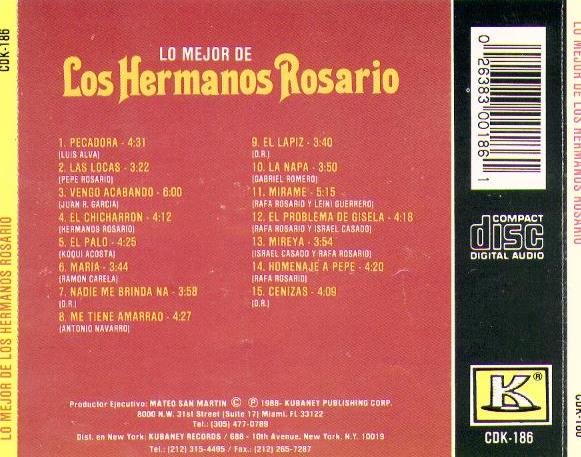 CDK-186
LO MEJOR DE LOS HERMANOS ROSARIO
LO MEJOR DE
Los Hermanos Rosario
1. PECADORA - 4:31
(LUIS ALVA)
2. LAS LOCAS - 3:22
(PEPE ROSARIO)
3. VENGO ACABANDO - 6:00
(JUAN R. GARCIA)
4. EL CHICHARRON - 4:12
(HERMANOS ROSARIO)
5. EL PALO - 4:25
(KOQUI ACOSTA)
6. MARIA - 3:44
(RAMON CARELA)
7. NADIE ME BRINDA NA - 3:58
(D.R.)
8. ME TIENE AMARRAO - 4:27
(ANTONIO NAVARRO)
9. EL LAPIZ - 3:40
(D.R.)
10. LA NAPA - 3:50
(GABRIEL ROMERO)
11. MIRAME - 5:15
(RAFA ROSARIO Y LEINI GUERRERO)
12. EL PROBLEMA DE GISELA - 4:18
(RAFA ROSARIO Y ISRAEL CASADO)
13. MIREYA - 3:54
(ISRAEL CASADO Y RAFA ROSARIO)
14. HOMENAJE A PEPE - 4:20
(RAFA ROSARIO)
15. CENIZAS - 4:09
(D.R.)
Productor Ejecutivo: MATEO SAN MARTIN © ℗ 1988- KUBANEY PUBLISHING CORP.
8000 N.W. 31st Street (Suite 17) Miami, FL 33122
Tel.: (305) 477-0789
Dist. en New York: KUBANEY RECORDS / 688 - 10th Avenue, New York, N.Y. 10019
Tel.: (212) 315-4495 / Fax.: (212) 265-7287
0 26383 00186 1
COMPACT
disc
DIGITAL AUDIO
K®
CDK-186
LO MEJOR DE LOS HERMANOS ROSARIO
CDK-186